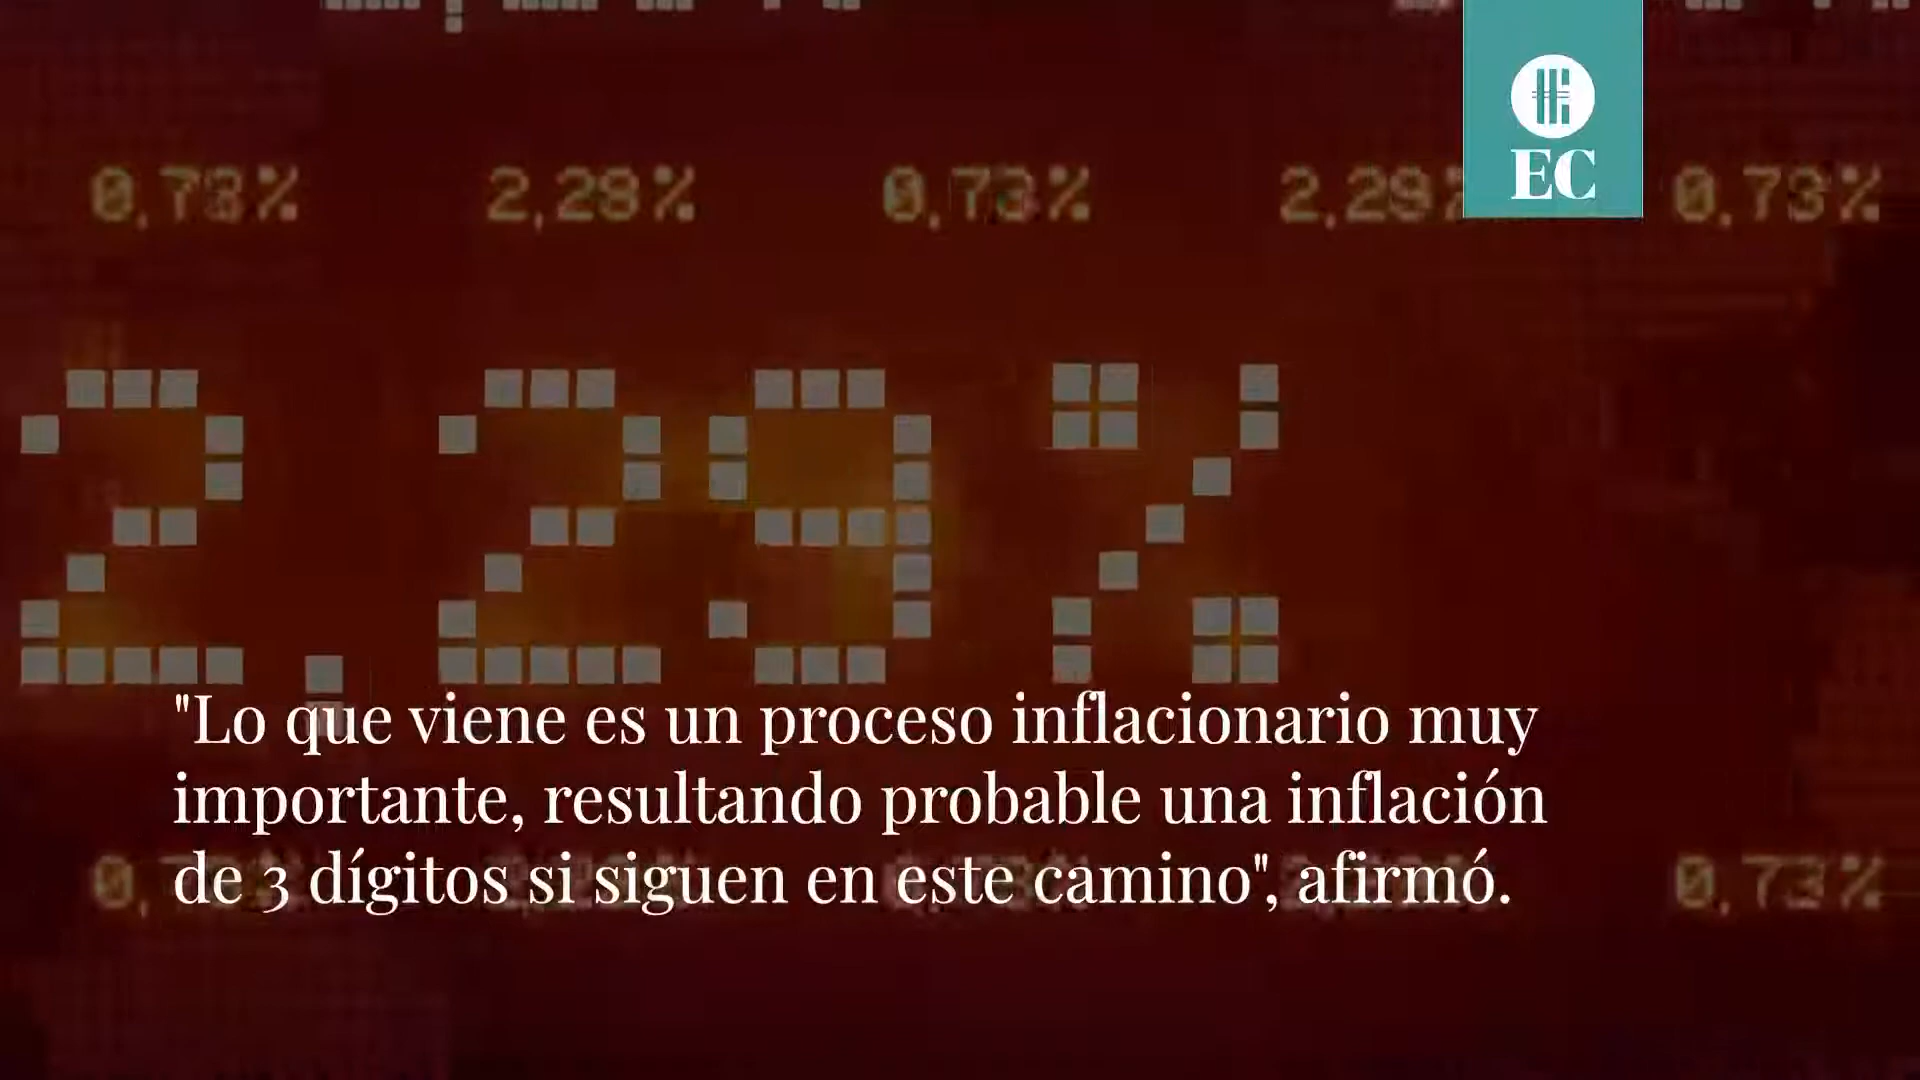 0,73% 2,28% 0,73% 2,29% 0,73%
EC
2,29%
"Lo que viene es un proceso inflacionario muy
importante, resultando probable una inflación
de 3 dígitos si siguen en este camino", afirmó.
0,73%